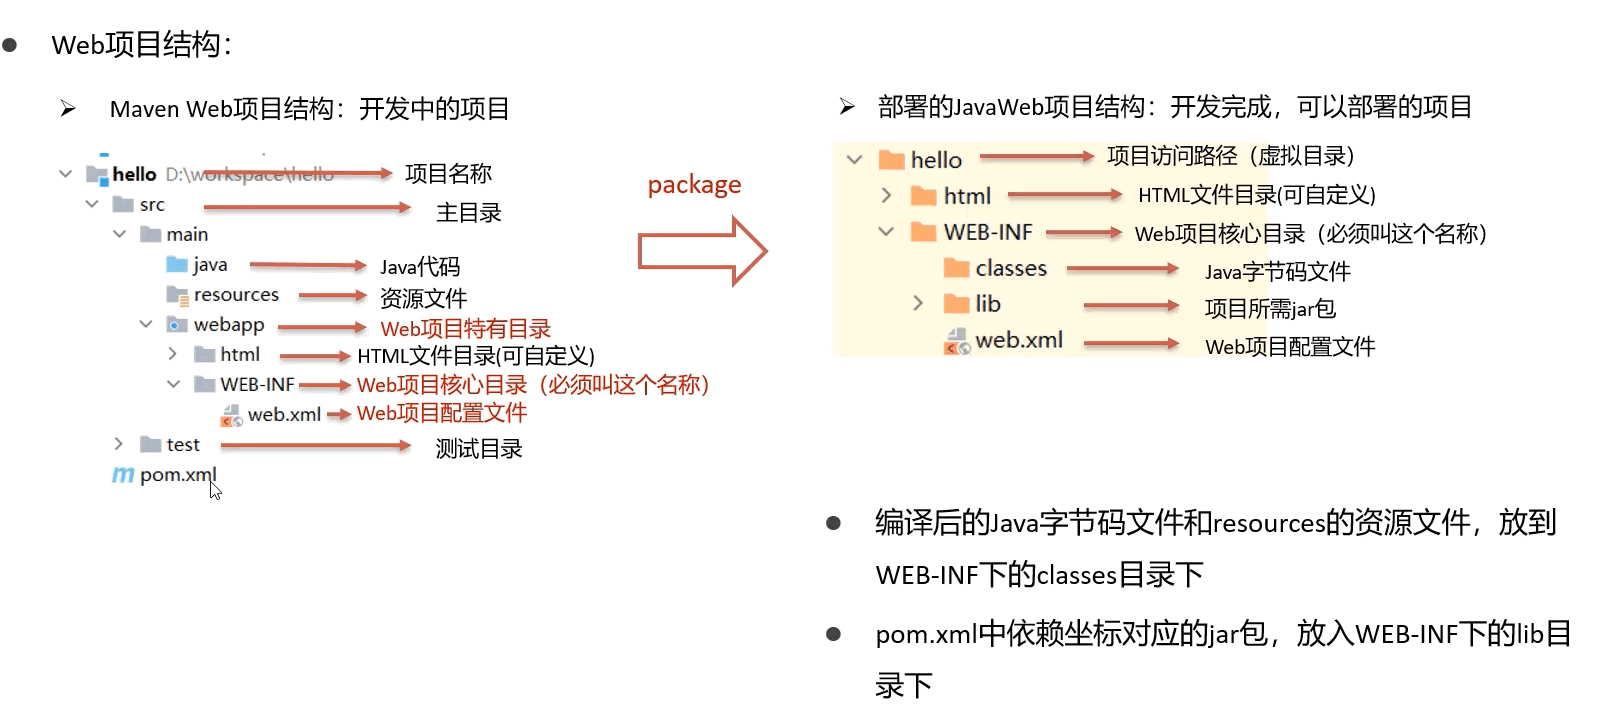 Web项目结构：
Maven Web项目结构：开发中的项目
hello D:\workspace\hello 项目名称
src 主目录
main
java Java代码
resources 资源文件
webapp Web项目特有目录
html HTML文件目录(可自定义)
WEB-INF Web项目核心目录（必须叫这个名称）
web.xml Web项目配置文件
test 测试目录
pom.xml
package
部署的JavaWeb项目结构：开发完成，可以部署的项目
hello 项目访问路径（虚拟目录）
html HTML文件目录(可自定义)
WEB-INF Web项目核心目录（必须叫这个名称）
classes Java字节码文件
lib 项目所需jar包
web.xml Web项目配置文件
编译后的Java字节码文件和resources的资源文件，放到
WEB-INF下的classes目录下
pom.xml中依赖坐标对应的jar包，放入WEB-INF下的lib目
录下